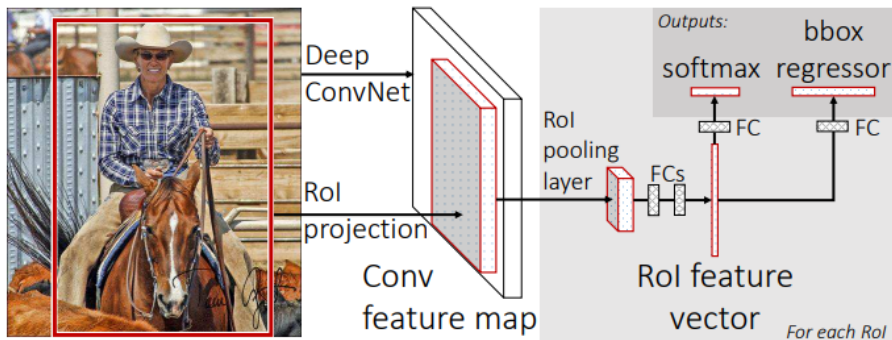 Deep
ConvNet
RoI
projection
Conv
feature map
RoI
pooling
layer
FCs
RoI feature
vector
Outputs:
softmax
bbox
regressor
FC
FC
For each RoI